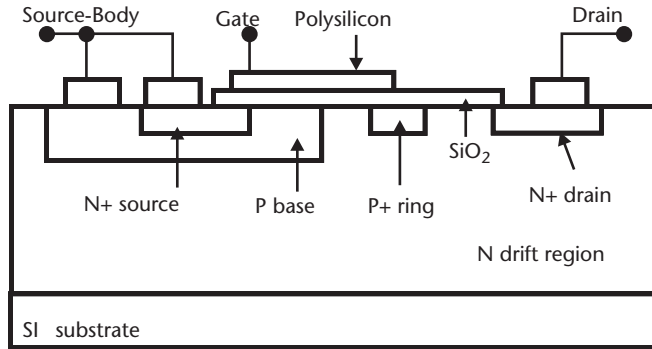 Source-Body Gate Polysilicon Drain
SiO₂
N+ source P base P+ ring N+ drain
N drift region
SI substrate